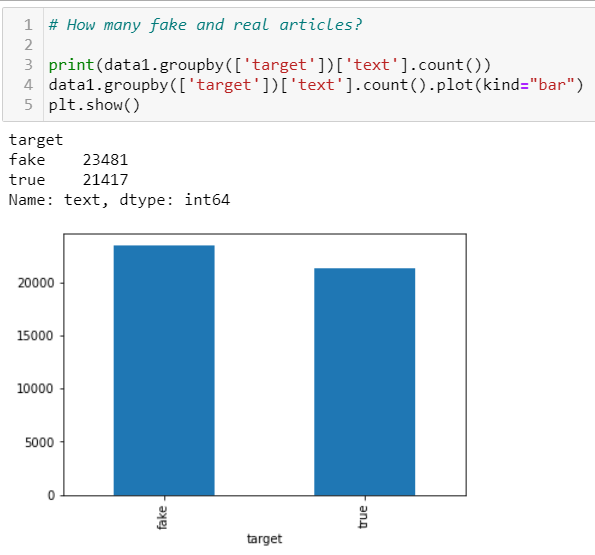 1 # How many fake and real articles?
2
3 print(data1.groupby(['target'])['text'].count())
4 data1.groupby(['target'])['text'].count().plot(kind="bar")
5 plt.show()
target
fake    23481
true    21417
Name: text, dtype: int64
20000
15000
10000
5000
0
fake
true
target